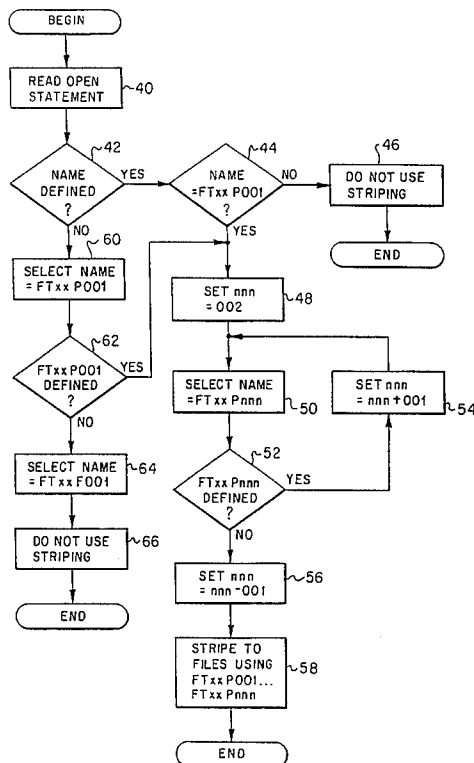 BEGIN
READ OPEN
STATEMENT
40
42
NAME
DEFINED
?
YES
NO
44
NAME
=FTxx P001
?
NO
YES
46
DO NOT USE
STRIPING
END
60
SELECT NAME
=FTxx P001
62
FTxx P001
DEFINED
?
YES
NO
64
SELECT NAME
=FTxx F001
DO NOT USE
STRIPING
66
END
SET nnn
=002
48
SELECT NAME
=FTxx Pnnn
50
SET nnn
=nnn+001
54
52
FTxx Pnnn
DEFINED
?
YES
NO
SET nnn
=nnn-001
56
STRIPE TO
FILES USING
FTxx P001...
FTxx Pnnn
58
END